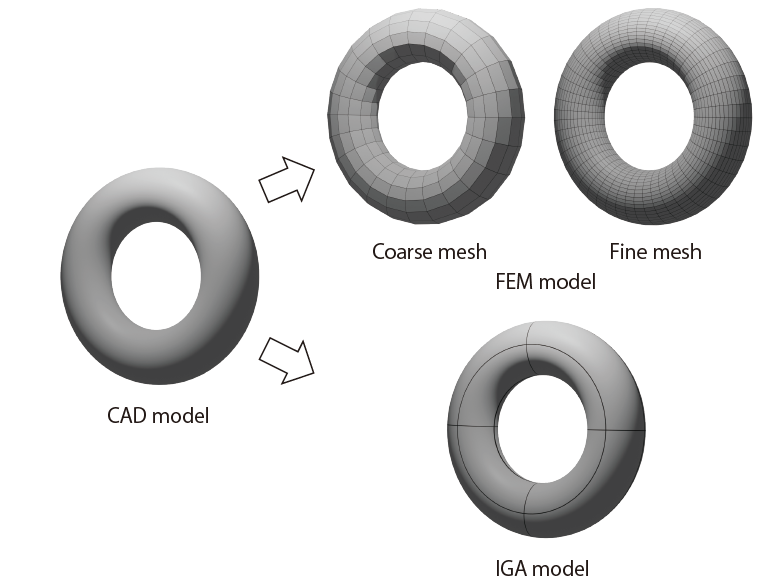 Coarse mesh
Fine mesh
FEM model
CAD model
IGA model